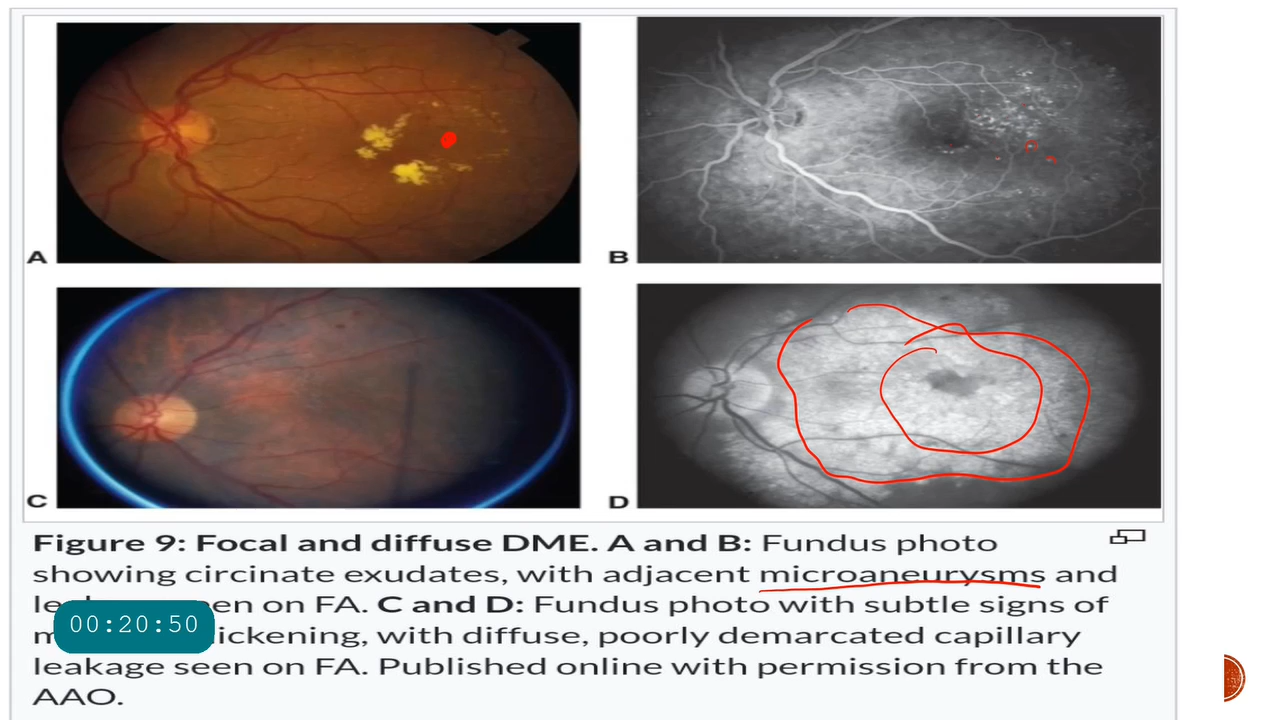 A
B
C
D
Figure 9: Focal and diffuse DME. A and B: Fundus photo
showing circinate exudates, with adjacent microaneurysms and
en on FA. C and D: Fundus photo with subtle signs of
ickening, with diffuse, poorly demarcated capillary
00:20:50
leakage seen on FA. Published online with permission from the
AAO.